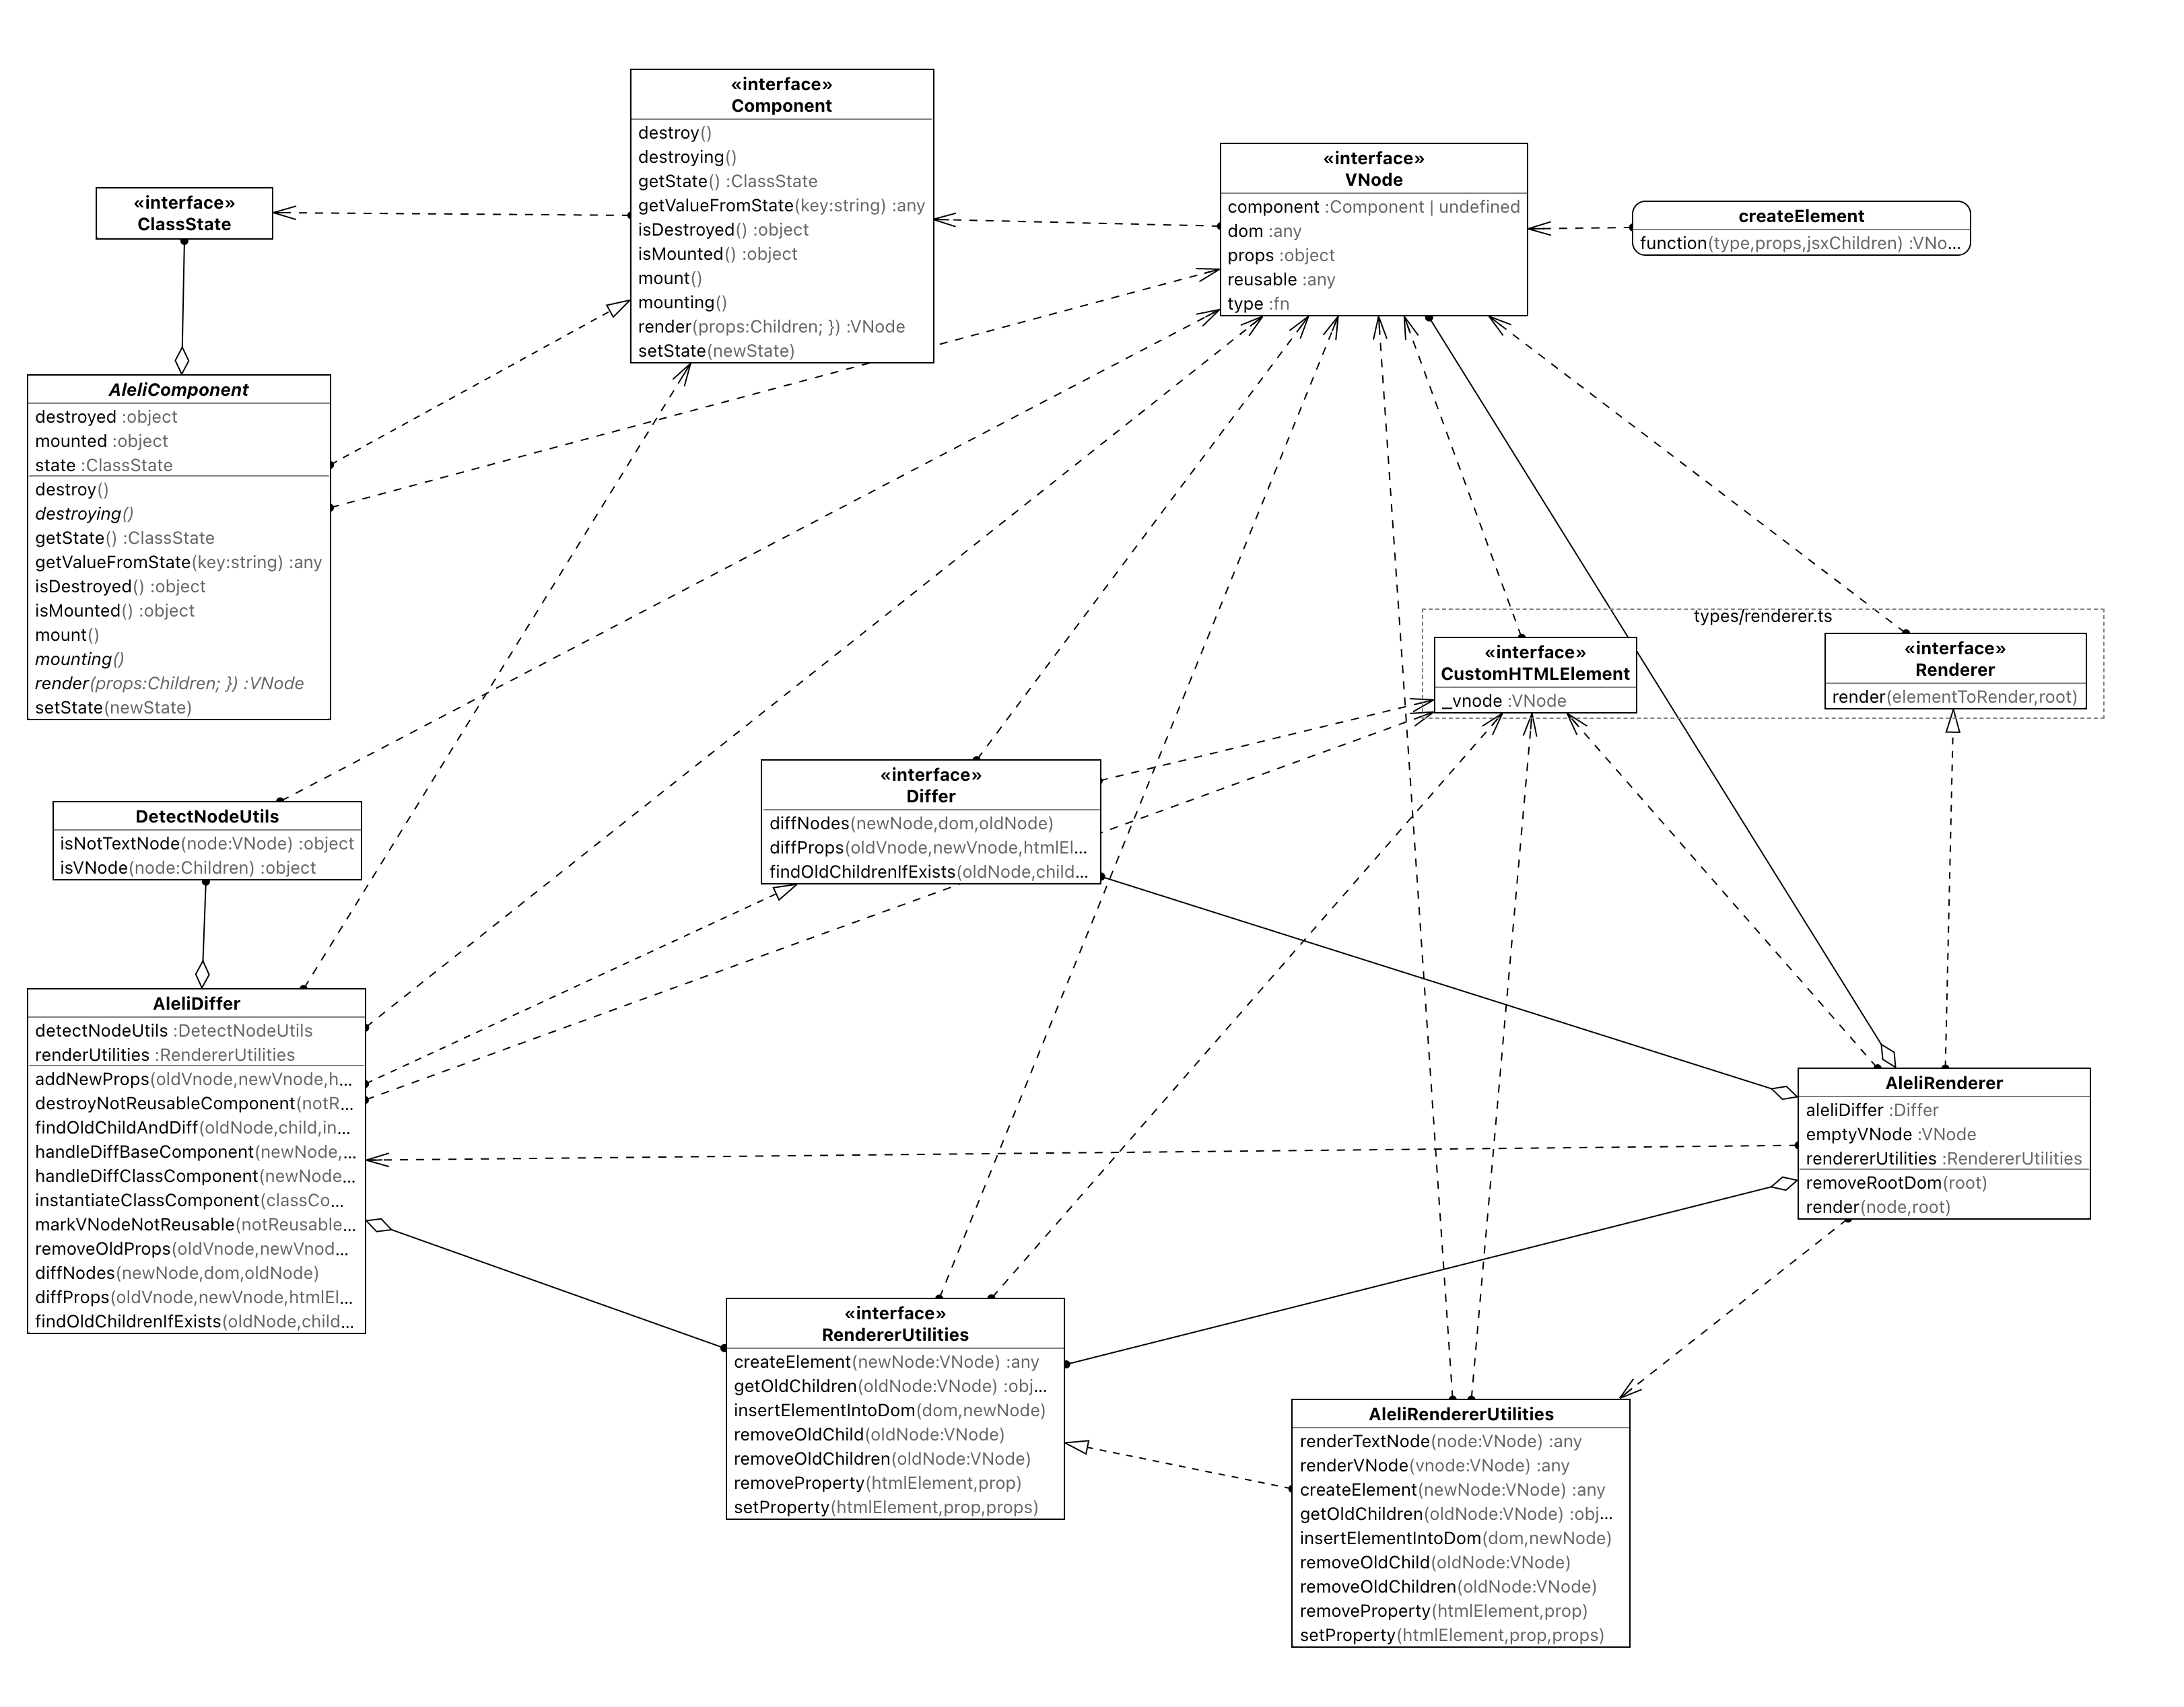 «interface»
Component
destroy()
destroying()
getState() :ClassState
getValueFromState(key:string) :any
isDestroyed() :object
isMounted() :object
mount()
mounting()
render(props:Children; }) :VNode
setState(newState)
«interface»
VNode
component :Component | undefined
dom :any
props :object
reusable :any
type :fn
«interface»
ClassState
createElement
function(type,props,jsxChildren) :VNo...
AleliComponent
destroyed :object
mounted :object
state :ClassState
destroy()
destroying()
getState() :ClassState
getValueFromState(key:string) :any
isDestroyed() :object
isMounted() :object
mount()
mounting()
render(props:Children; }) :VNode
setState(newState)
types/renderer.ts
«interface»
CustomHTMLElement
_vnode :VNode
«interface»
Renderer
render(elementToRender,root)
«interface»
Differ
diffNodes(newNode,dom,oldNode)
diffProps(oldVnode,newVnode,htmlEl...
findOldChildrenIfExists(oldNode,child...
DetectNodeUtils
isNotTextNode(node:VNode) :object
isVNode(node:Children) :object
AleliDiffer
detectNodeUtils :DetectNodeUtils
renderUtilities :RendererUtilities
addNewProps(oldVnode,newVnode,h...
destroyNotReusableComponent(notR...
findOldChildAndDiff(oldNode,child,in...
handleDiffBaseComponent(newNode,...
handleDiffClassComponent(newNode...
instantiateClassComponent(classCo...
markVNodeNotReusable(notReusable...
removeOldProps(oldVnode,newVnod...
diffNodes(newNode,dom,oldNode)
diffProps(oldVnode,newVnode,htmlEl...
findOldChildrenIfExists(oldNode,child...
AleliRenderer
aleliDiffer :Differ
emptyVNode :VNode
rendererUtilities :RendererUtilities
removeRootDom(root)
render(node,root)
«interface»
RendererUtilities
createElement(newNode:VNode) :any
getOldChildren(oldNode:VNode) :obj...
insertElementIntoDom(dom,newNode)
removeOldChild(oldNode:VNode)
removeOldChildren(oldNode:VNode)
removeProperty(htmlElement,prop)
setProperty(htmlElement,prop,props)
AleliRendererUtilities
renderTextNode(node:VNode) :any
renderVNode(vnode:VNode) :any
createElement(newNode:VNode) :any
getOldChildren(oldNode:VNode) :obj...
insertElementIntoDom(dom,newNode)
removeOldChild(oldNode:VNode)
removeOldChildren(oldNode:VNode)
removeProperty(htmlElement,prop)
setProperty(htmlElement,prop,props)